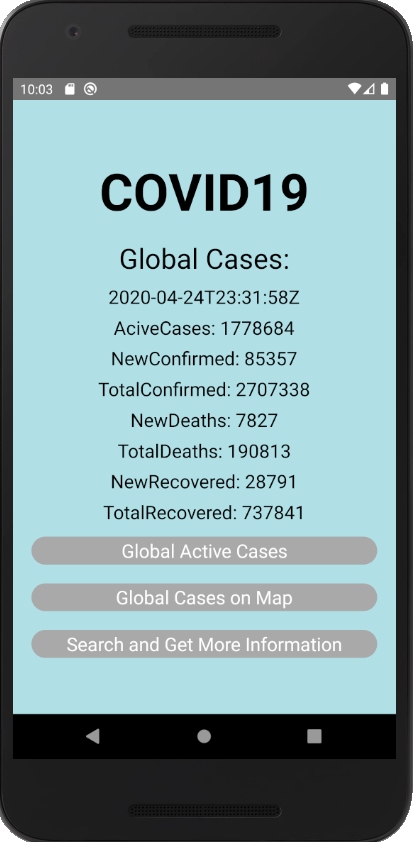 10:03
COVID19
Global Cases:
2020-04-24T23:31:58Z
AciveCases: 1778684
NewConfirmed: 85357
TotalConfirmed: 2707338
NewDeaths: 7827
TotalDeaths: 190813
NewRecovered: 28791
TotalRecovered: 737841
Global Active Cases
Global Cases on Map
Search and Get More Information